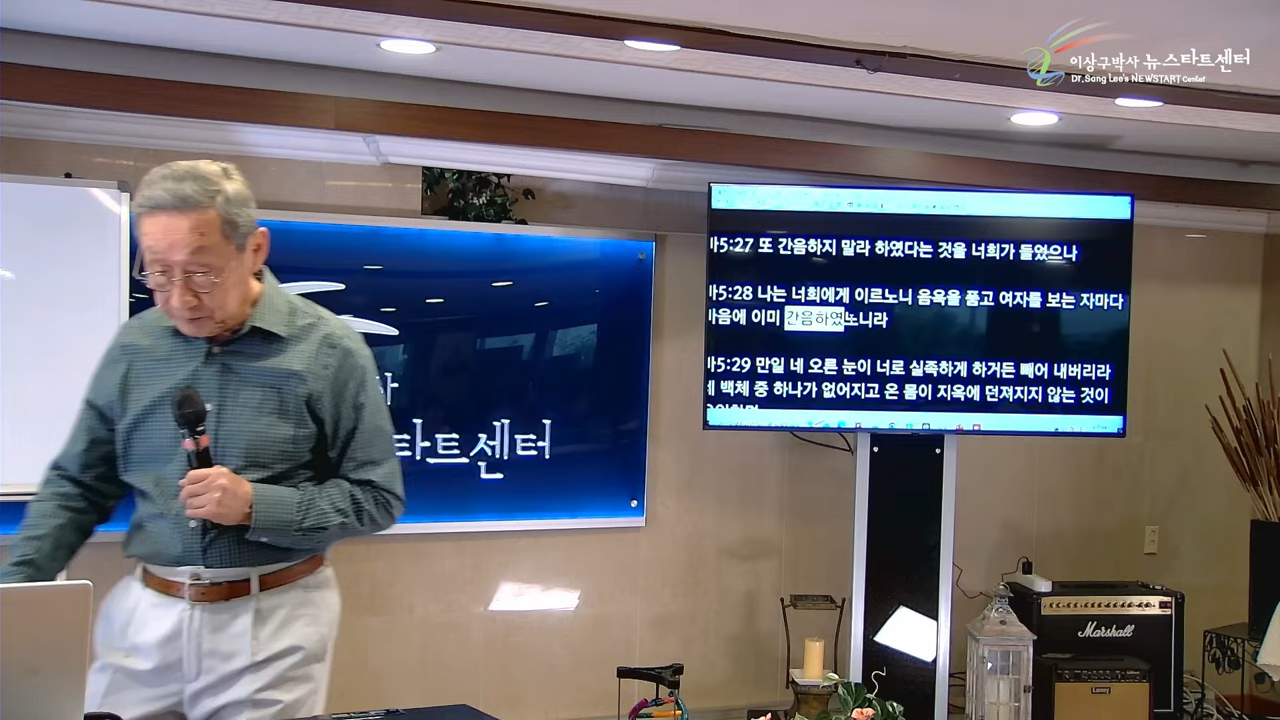 이상구박사 뉴스타트센터
Dr. Sang Lee's NEWSTART Center
마5:27 또 간음하지 말라 하였다는 것을 너희가 들었으나
마5:28 나는 너희에게 이르노니 음욕을 품고 여자를 보는 자마다
마음에 이미 간음하였느니라
마5:29 만일 네 오른 눈이 너로 실족하게 하거든 빼어 내버리라
네 백체 중 하나가 없어지고 온 몸이 지옥에 던져지지 않는 것이
사
타트센터
Marshall
Laney